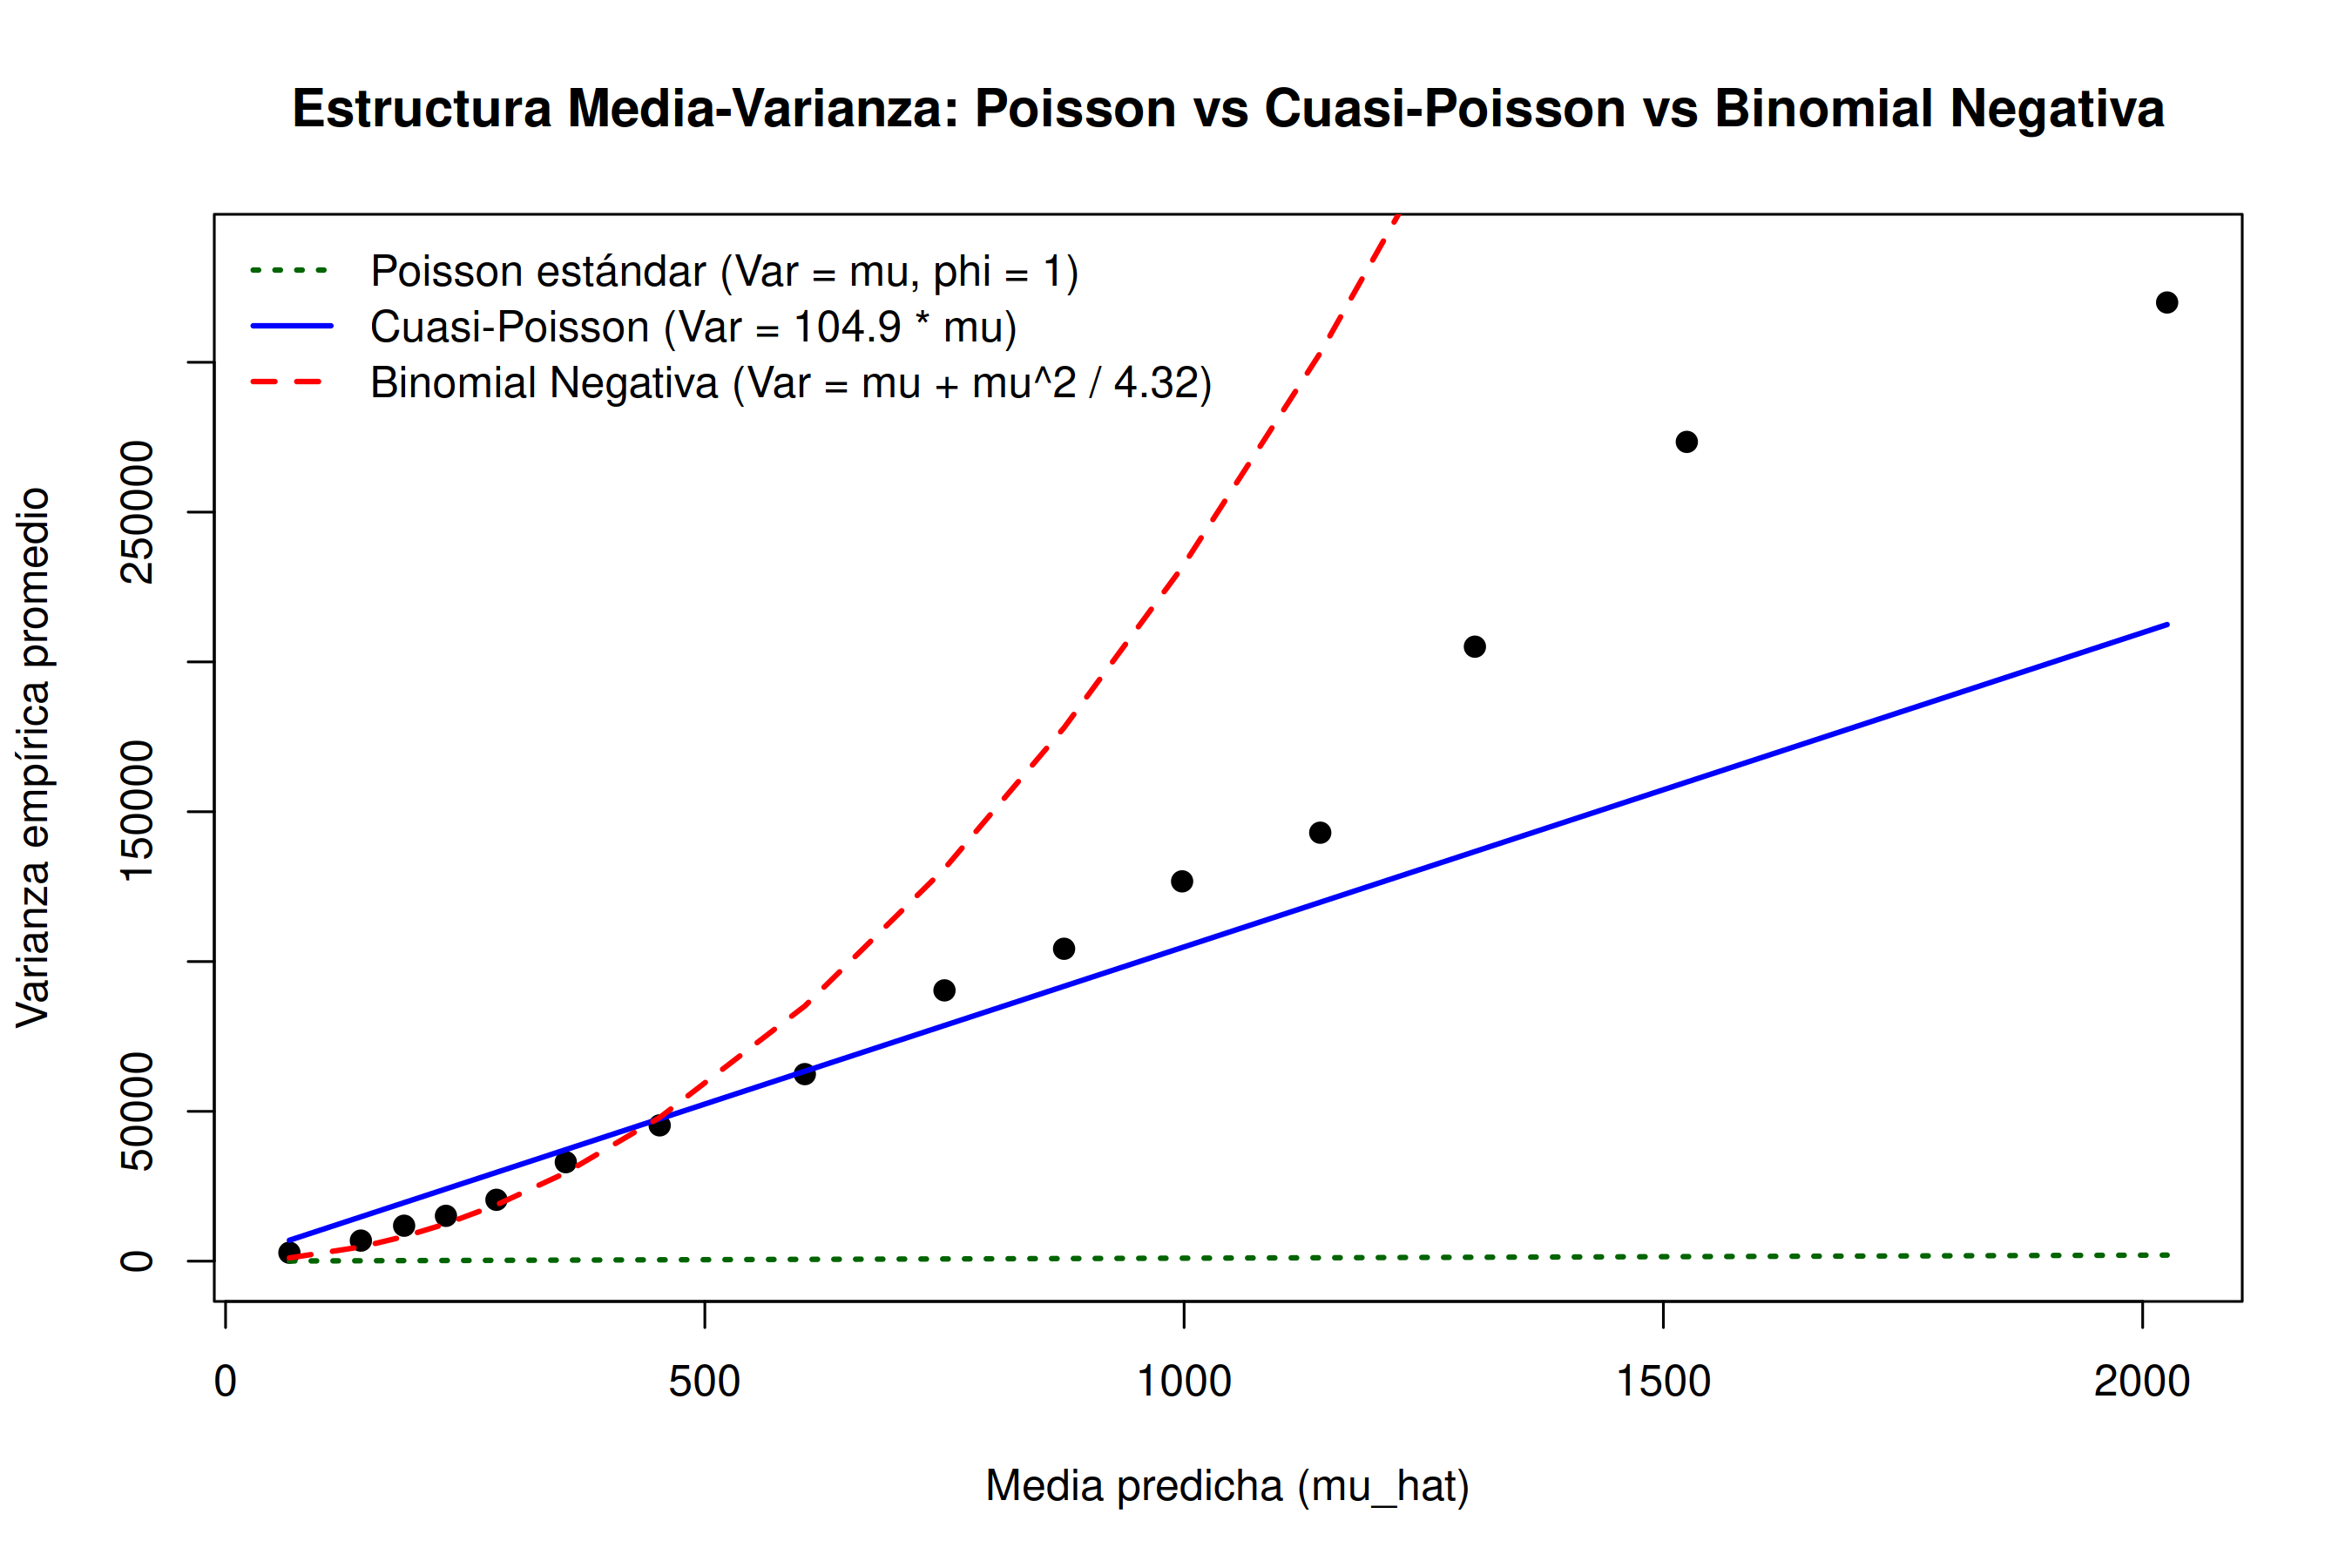 Estructura Media-Varianza: Poisson vs Cuasi-Poisson vs Binomial Negativa
Poisson estándar (Var = mu, phi = 1)
Cuasi-Poisson (Var = 104.9 * mu)
Binomial Negativa (Var = mu + mu^2 / 4.32)
Varianza empírica promedio
250000
150000
50000
0
0 500 1000 1500 2000
Media predicha (mu_hat)